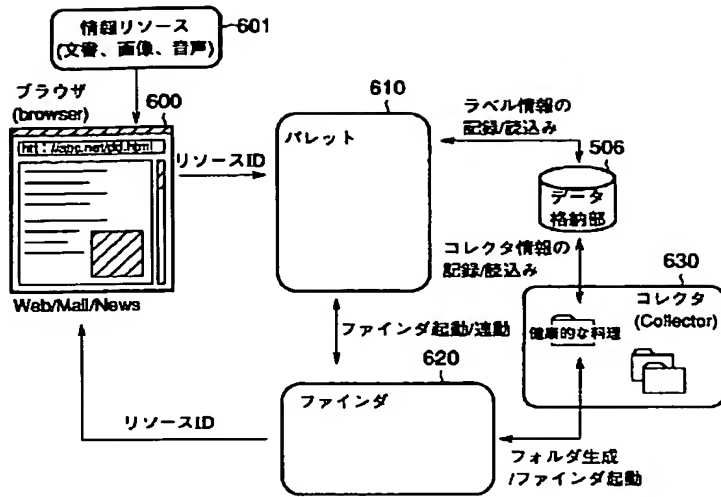 情報リソース
(文書、画像、音声)
601
ブラウザ
(browser)
600
リソースID
Web/Mail/News
610
パレット
ラベル情報の
記録/読込み
506
データ
格納部
コレクタ情報の
記録/読込み
630
コレクタ
(Collector)
健康的な料理
ファインダ起動/連動
620
ファインダ
リソースID
フォルダ生成
/ファインダ起動